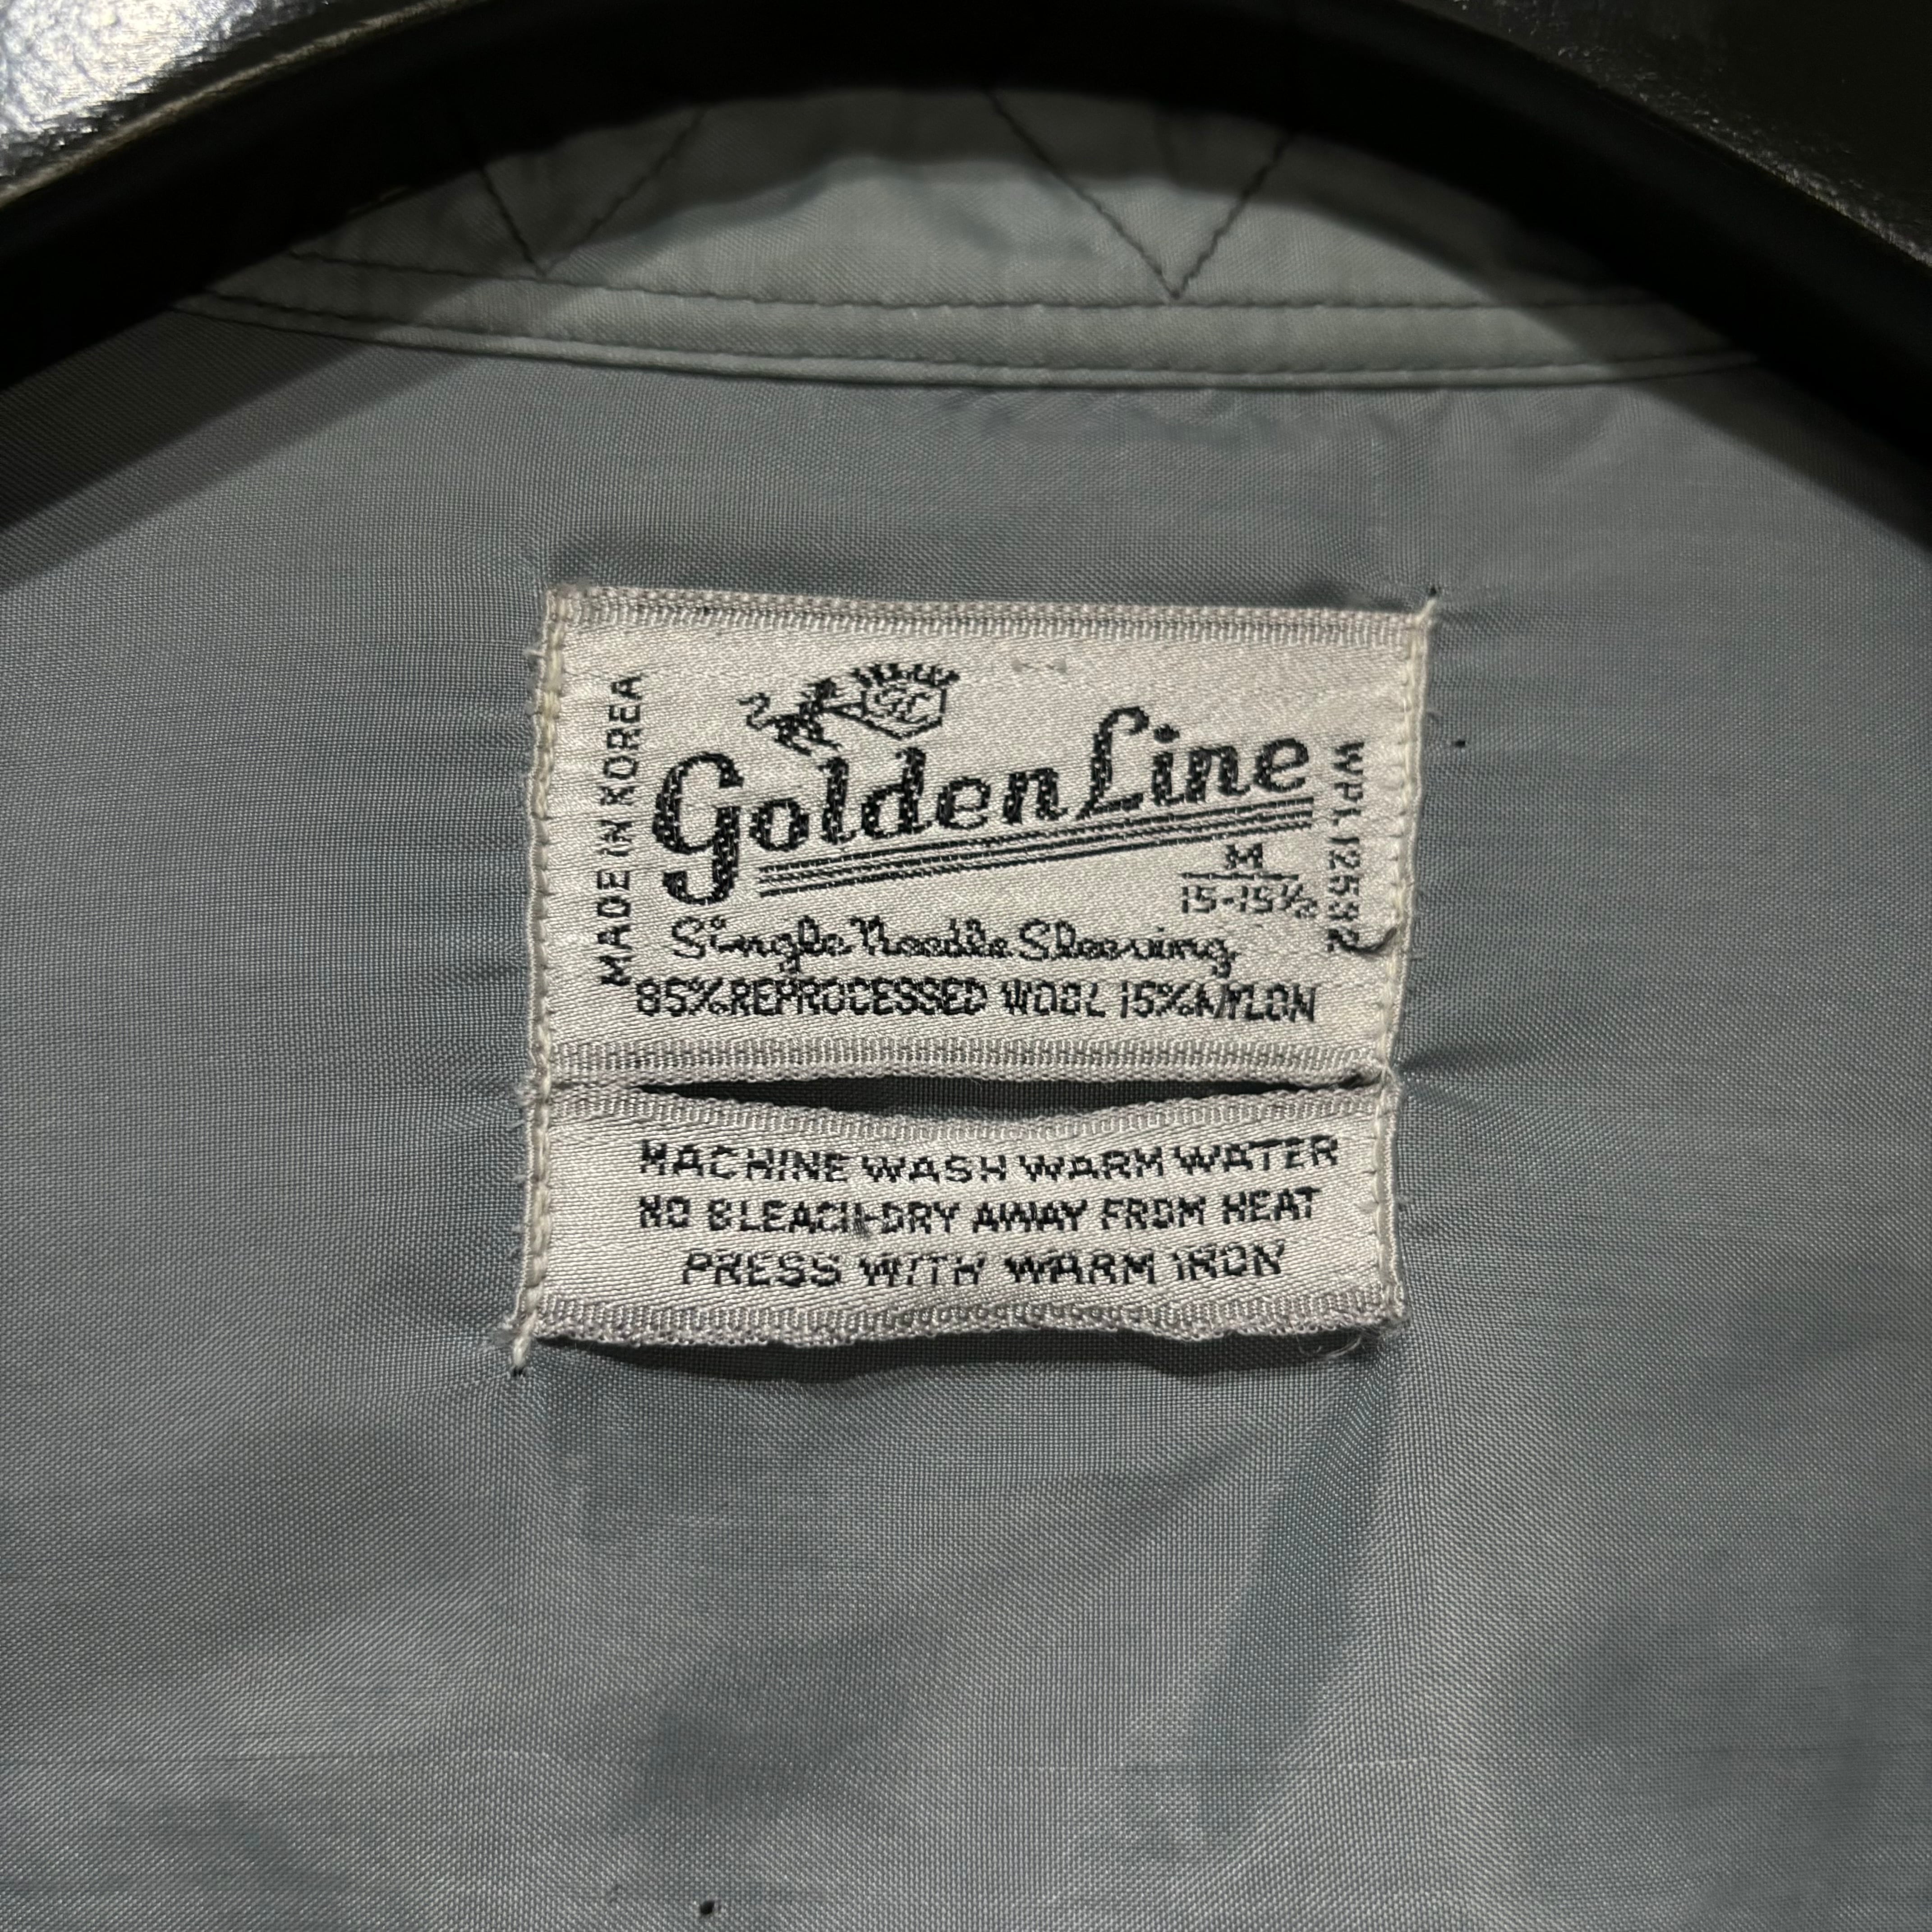 MADE IN KOREA
GL
Golden Line
WPL 12532
M
15-15½
Single Needle Sleeving
85% REPROCESSED WOOL 15% NYLON
MACHINE WASH WARM WATER
NO BLEACH-DRY AWAY FROM HEAT
PRESS WITH WARM IRON